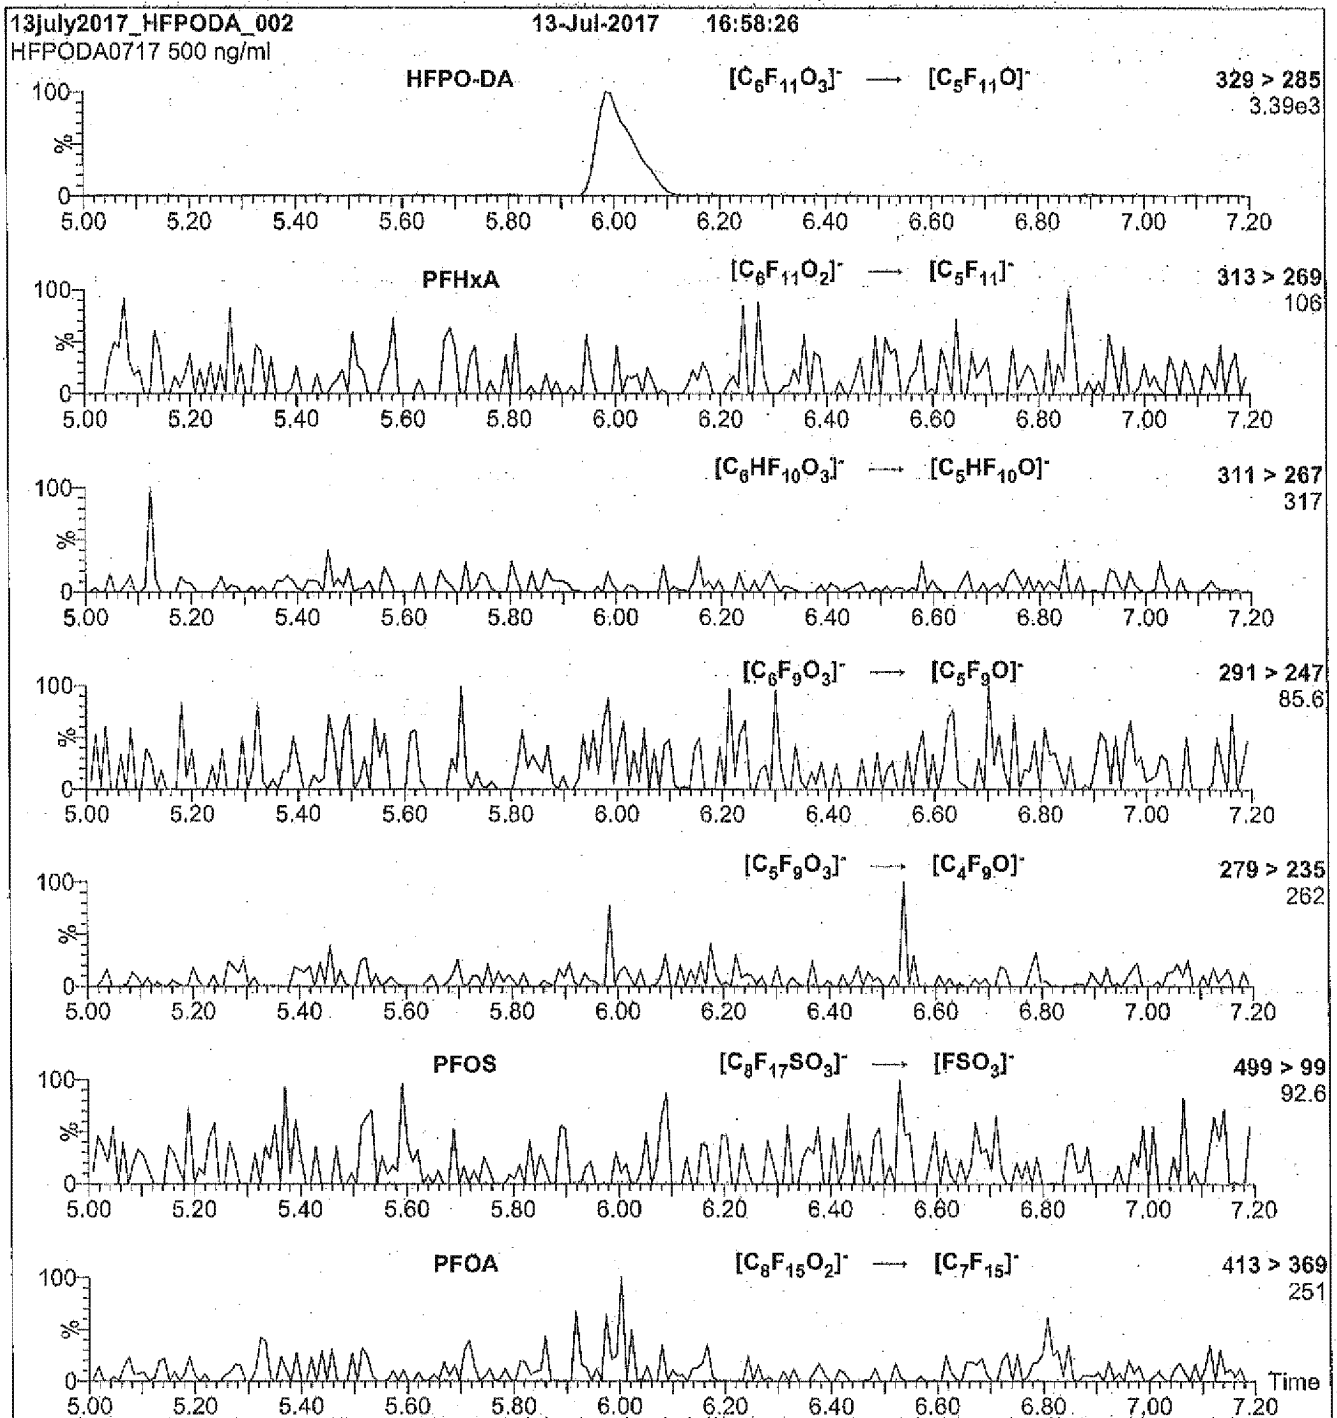 13july2017_HFPODA_002 13-Jul-2017 16:58:26
HFPODA0717 500 ng/ml
HFPO-DA [C6F11O3]- → [C5F11O]- 329 > 285
3.39e3
100
%
0
5.00 5.20 5.40 5.60 5.80 6.00 6.20 6.40 6.60 6.80 7.00 7.20
PFHxA [C6F11O2]- → [C5F11]- 313 > 269
106
100
%
0
5.00 5.20 5.40 5.60 5.80 6.00 6.20 6.40 6.60 6.80 7.00 7.20
[C6HF10O3]- → [C5HF10O]- 311 > 267
317
100
%
0
5.00 5.20 5.40 5.60 5.80 6.00 6.20 6.40 6.60 6.80 7.00 7.20
[C6F9O3]- → [C5F9O]- 291 > 247
85.6
100
%
0
5.00 5.20 5.40 5.60 5.80 6.00 6.20 6.40 6.60 6.80 7.00 7.20
[C5F9O3]- → [C4F9O]- 279 > 235
262
100
%
0
5.00 5.20 5.40 5.60 5.80 6.00 6.20 6.40 6.60 6.80 7.00 7.20
PFOS [C8F17SO3]- → [FSO3]- 499 > 99
92.6
100
%
0
5.00 5.20 5.40 5.60 5.80 6.00 6.20 6.40 6.60 6.80 7.00 7.20
PFOA [C8F15O2]- → [C7F15]- 413 > 369
251
100
%
0 Time
5.00 5.20 5.40 5.60 5.80 6.00 6.20 6.40 6.60 6.80 7.00 7.20